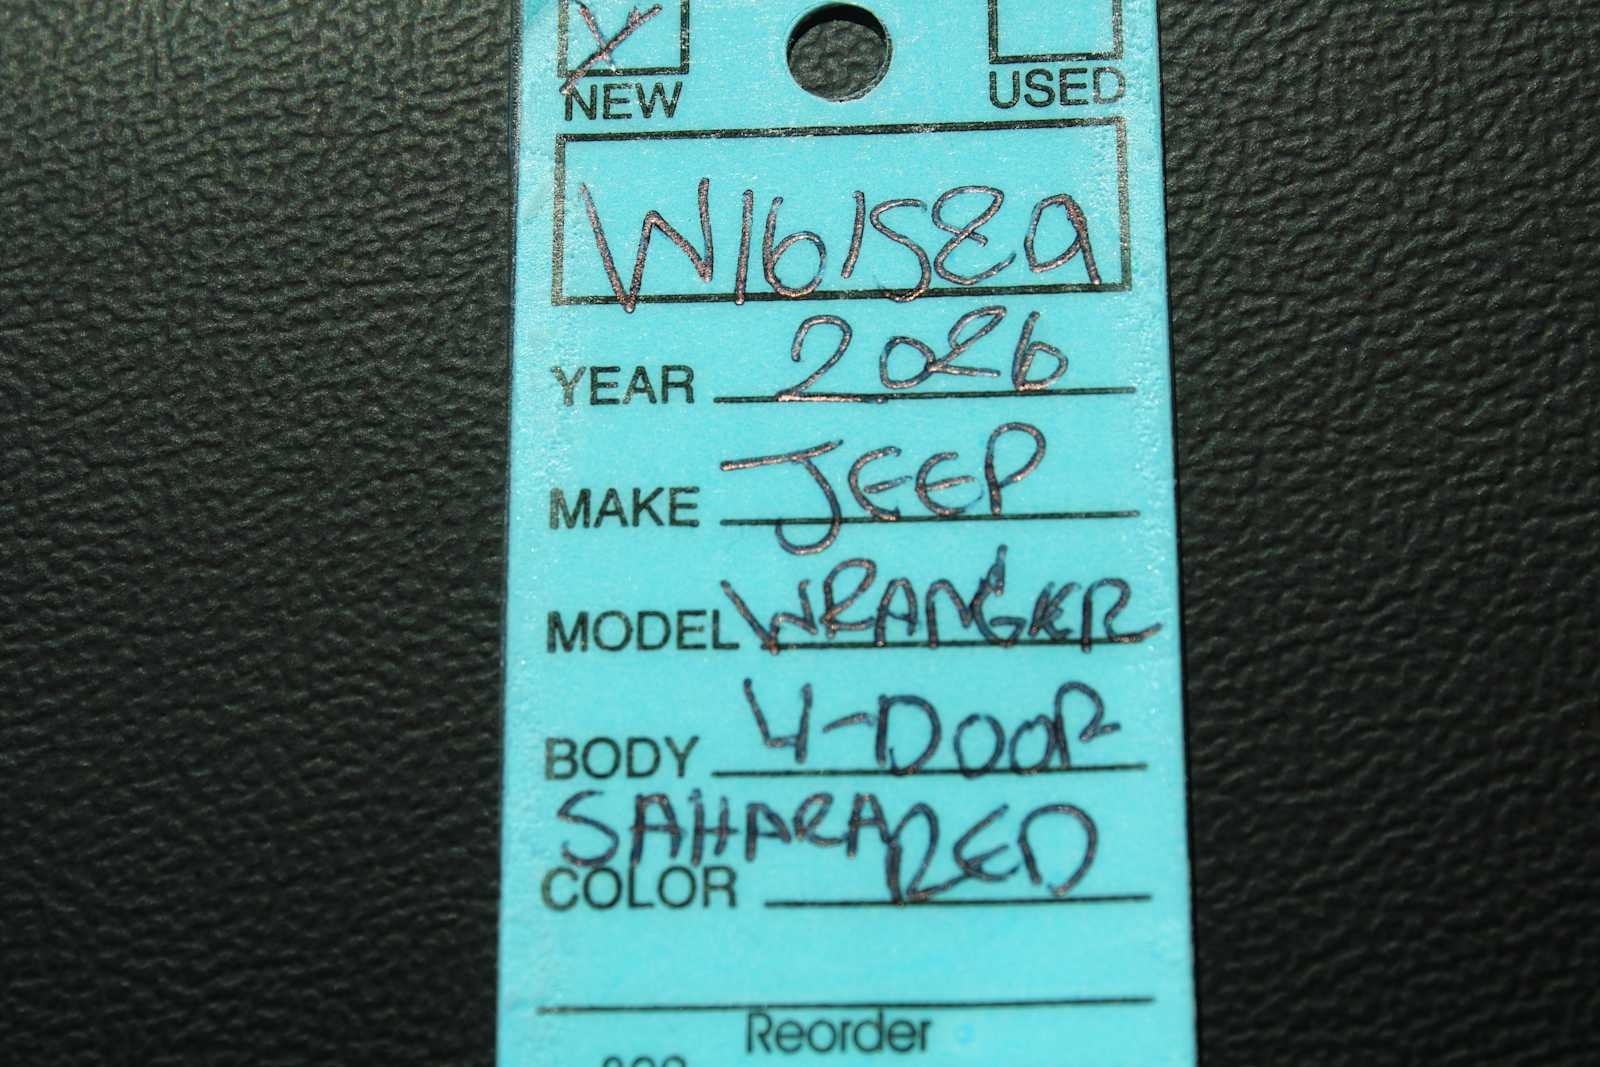 X
NEW USED
W161589
YEAR 2026
MAKE JEEP
MODEL WRANGER
BODY 4-DOOR
SAHARA
COLOR RED
Reorder